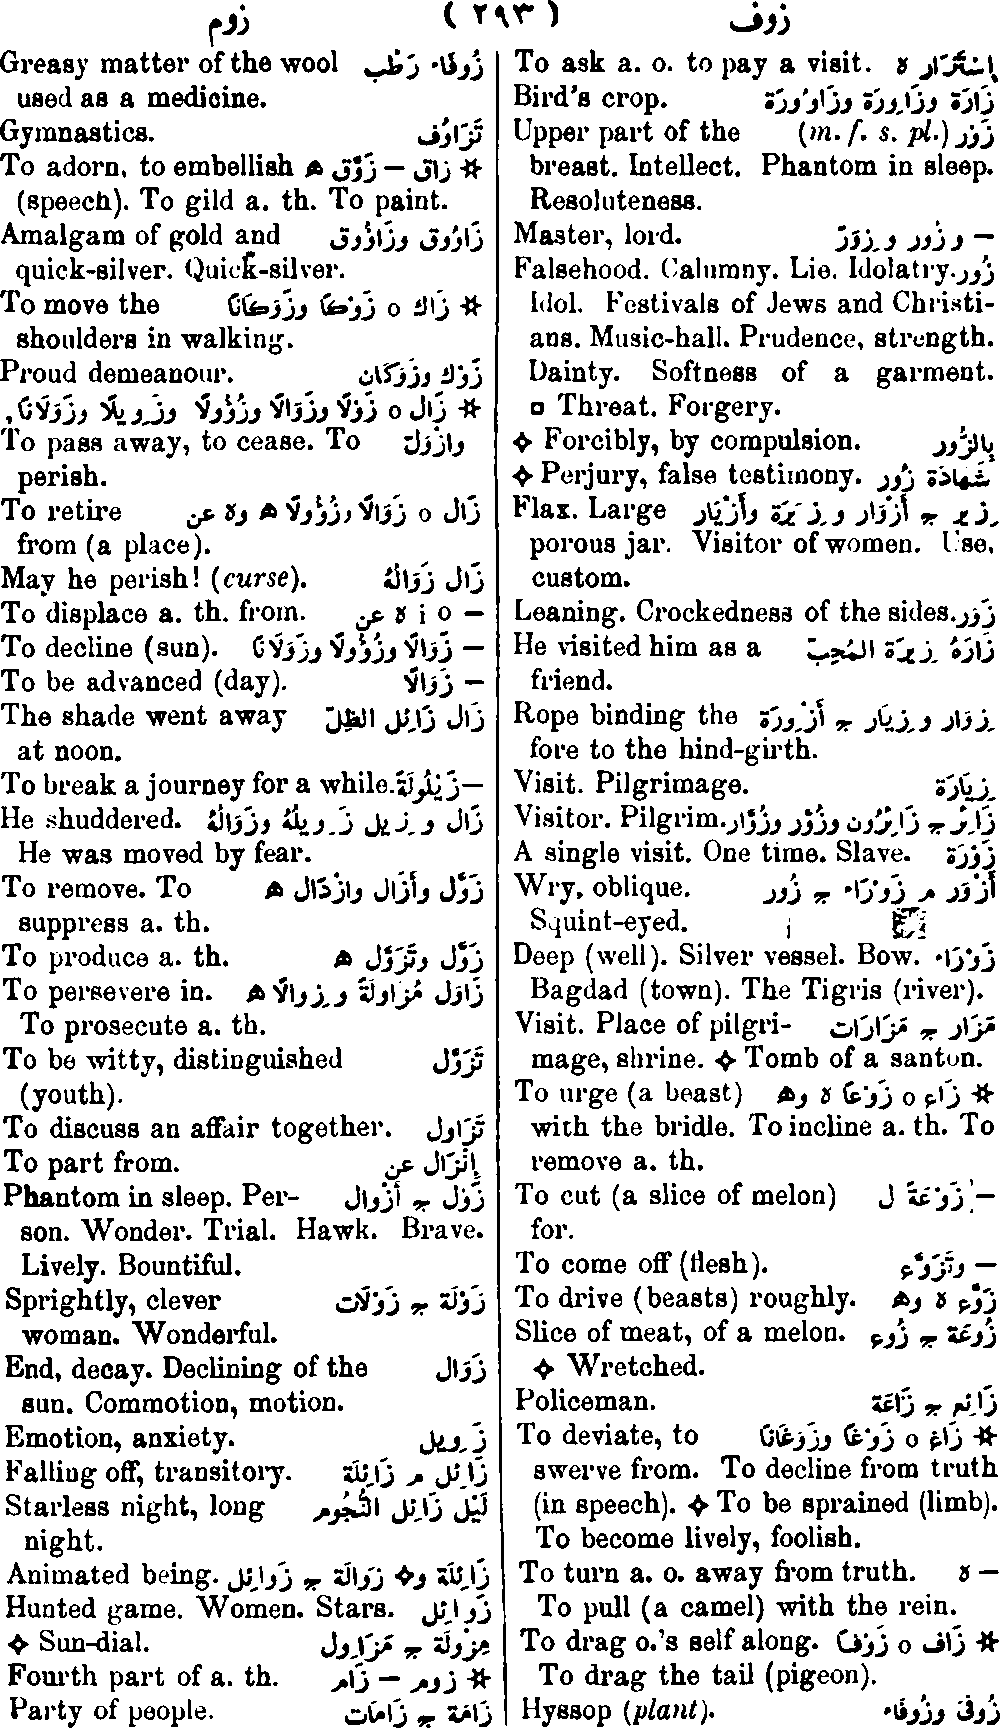 زوف ( ٢٩٣ ) زوم
To ask a. o. to pay a visit. إِسْتَزَار ه
Bird's crop. زَارَة وزَاوِرَة وزَاوُورَة
Upper part of the (m. f. s. pl.) زَوْر
breast. Intellect. Phantom in sleep.
Resoluteness.
Master, lord. — وزُور وزِوَرّ
Falsehood. Calumny. Lie. Idolatry. زُور
Idol. Festivals of Jews and Christi-
ans. Music-hall. Prudence, strength.
Dainty. Softness of a garment.
▫ Threat. Forgery.
✧ Forcibly, by compulsion. بِالزُّور
✧ Perjury, false testimony. شَهَادَة زُور
Flax. Large زِير ج أَزْوَار وزِيَرَة وأَزْيَار
porous jar. Visitor of women. Use,
custom.
Leaning. Crockedness of the sides. زَوَر
He visited him as a زَارَهُ زِيرَة المُحِبّ
friend.
Rope binding the زِوَار وزِيَار ج أَزْوِرَة
fore to the hind-girth.
Visit. Pilgrimage. زِيَارَة
Visitor. Pilgrim. زَائِر ج زَائِرُون وزُوَّر وزُوَّار
A single visit. One time. Slave. زَوْرَة
Wry, oblique. أَزْوَر م زَوْرَاء ج زُور
Squint-eyed.
Deep (well). Silver vessel. Bow. زَوْرَاء
Bagdad (town). The Tigris (river).
Visit. Place of pilgri- مَزَار ج مَزَارَات
mage, shrine. ✧ Tomb of a santon.
To urge (a beast) ✲ زَاع o زَوْعًا ه وه
with the bridle. To incline a. th. To
remove a. th.
To cut (a slice of melon) — زَوْعَةً ل
for.
To come off (flesh). — وتَزَوَّع
To drive (beasts) roughly. زَوَّع ه وه
Slice of meat, of a melon. زُوعَة ج زُوَع
✧ Wretched.
Policeman. زَائِع ج زَاعَة
To deviate, to ✲ زَاغ o زَوْغًا وزَوَغَانًا
swerve from. To decline from truth
(in speech). ✧ To be sprained (limb).
To become lively, foolish.
To turn a. o. away from truth. — ه
To pull (a camel) with the rein.
To drag o.'s self along. ✲ زَاف o زَوْفًا
To drag the tail (pigeon).
Hyssop (plant). زُوفَى وزُوفَاء
Greasy matter of the wool زُوفَاء رَطْب
used as a medicine.
Gymnastics. تَزَاوُف
To adorn, to embellish ✲ زاق — زَوَّق ه
(speech). To gild a. th. To paint.
Amalgam of gold and زَارُوق وزَاوُوق
quick-silver. Quick-silver.
To move the ✲ زَاك o زَوْكًا وزَوَكَانًا
shoulders in walking.
Proud demeanour. زَوْك وزَوَكَان
✲ زَال o زَوْلًا وزَوَالًا وزُؤُولًا وزَوِيلًا وزَوَلَانًا,
To pass away, to cease. To وازْوَلّ
perish.
To retire زَال o زَوَالًا وزُؤُولًا ه وه عن
from (a place).
May he perish! (curse). زَال زَوَالُهُ
To displace a. th. from. — o i ه عن
To decline (sun). — زَوَالًا وزُؤُولًا وزَوَلَانًا
To be advanced (day). — زَوَالًا
The shade went away زَال زَائِل الظِّلّ
at noon.
To break a journey for a while. — زَيْلُولَةً
He shuddered. زَال وزِيل زَوِيلُهُ وزَوَالُهُ
He was moved by fear.
To remove. To زَوَّل وأَزَال وازْدَال ه
suppress a. th.
To produce a. th. زَوَّل وتَزَوَّل ه
To persevere in. زَاوَل مُزَاوَلَةً وزِوالًا ه
To prosecute a. th.
To be witty, distinguished تَزَوَّل
(youth).
To discuss an affair together. تَزَاوَل
To part from. إِنْزَال عن
Phantom in sleep. Per- زَوْل ج أَزْوال
son. Wonder. Trial. Hawk. Brave.
Lively. Bountiful.
Sprightly, clever زَوْلَة ج زَوْلَات
woman. Wonderful.
End, decay. Declining of the زَوَال
sun. Commotion, motion.
Emotion, anxiety. زَوِيل
Falling off, transitory. زَائِل م زَائِلَة
Starless night, long لَيْل زَائِل النُّجُوم
night.
Animated being. زَائِلَة و✧ زَوَالَة ج زَوائِل
Hunted game. Women. Stars. زَوائِل
✧ Sun-dial. مِزْوَلَة ج مَزَاوِل
Fourth part of a. th. ✲ زوم — زَام
Party of people. زَامَة ج زَامَات